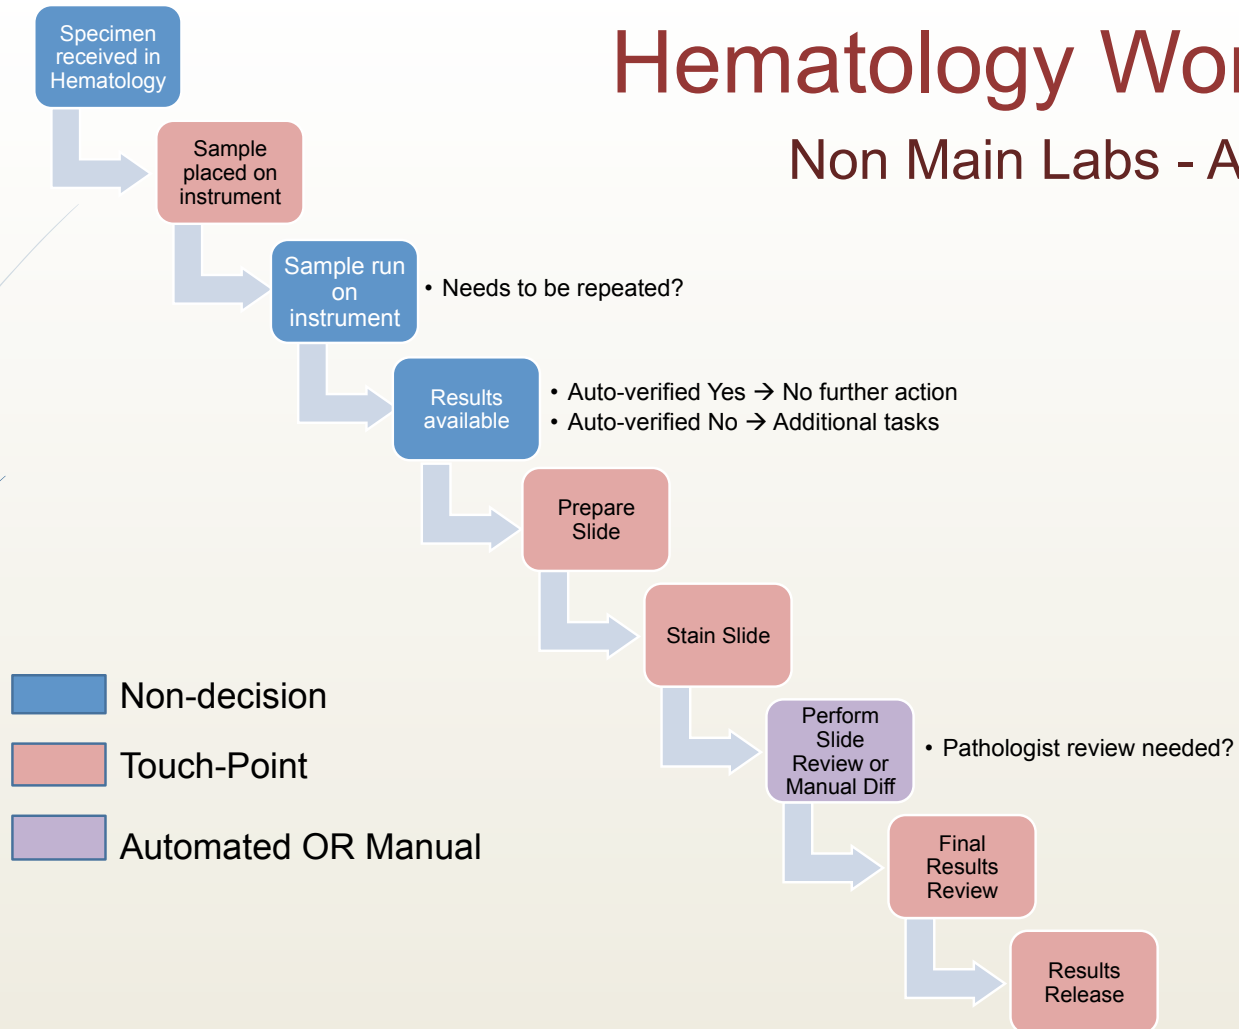 Hematology
Non Main Labs -
Specimen
received in
Hematology
Sample
placed on
instrument
Sample run
on
instrument
• Needs to be repeated?
Results
available
• Auto-verified Yes → No further action
• Auto-verified No → Additional tasks
Prepare
Slide
Stain Slide
Perform
Slide
Review or
Manual Diff
• Pathologist review needed?
Final
Results
Review
Results
Release
Non-decision
Touch-Point
Automated OR Manual